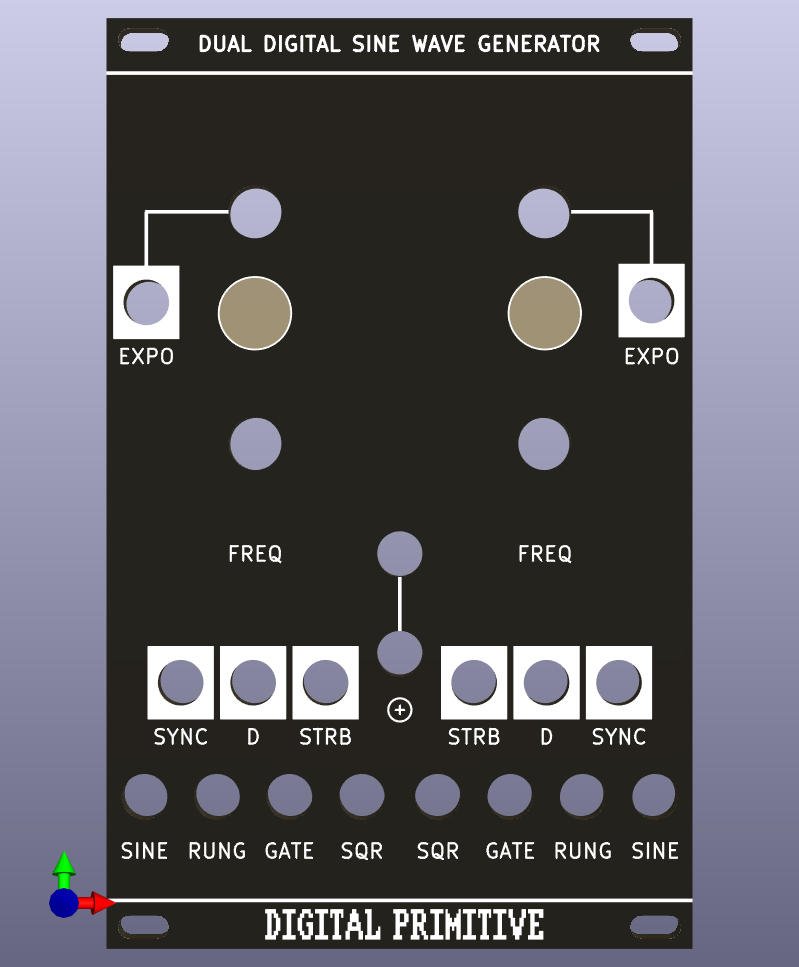 DUAL DIGITAL SINE WAVE GENERATOR
EXPO EXPO
FREQ FREQ
SYNC D STRB STRB D SYNC
SINE RUNG GATE SQR SQR GATE RUNG SINE
DIGITAL PRIMITIVE